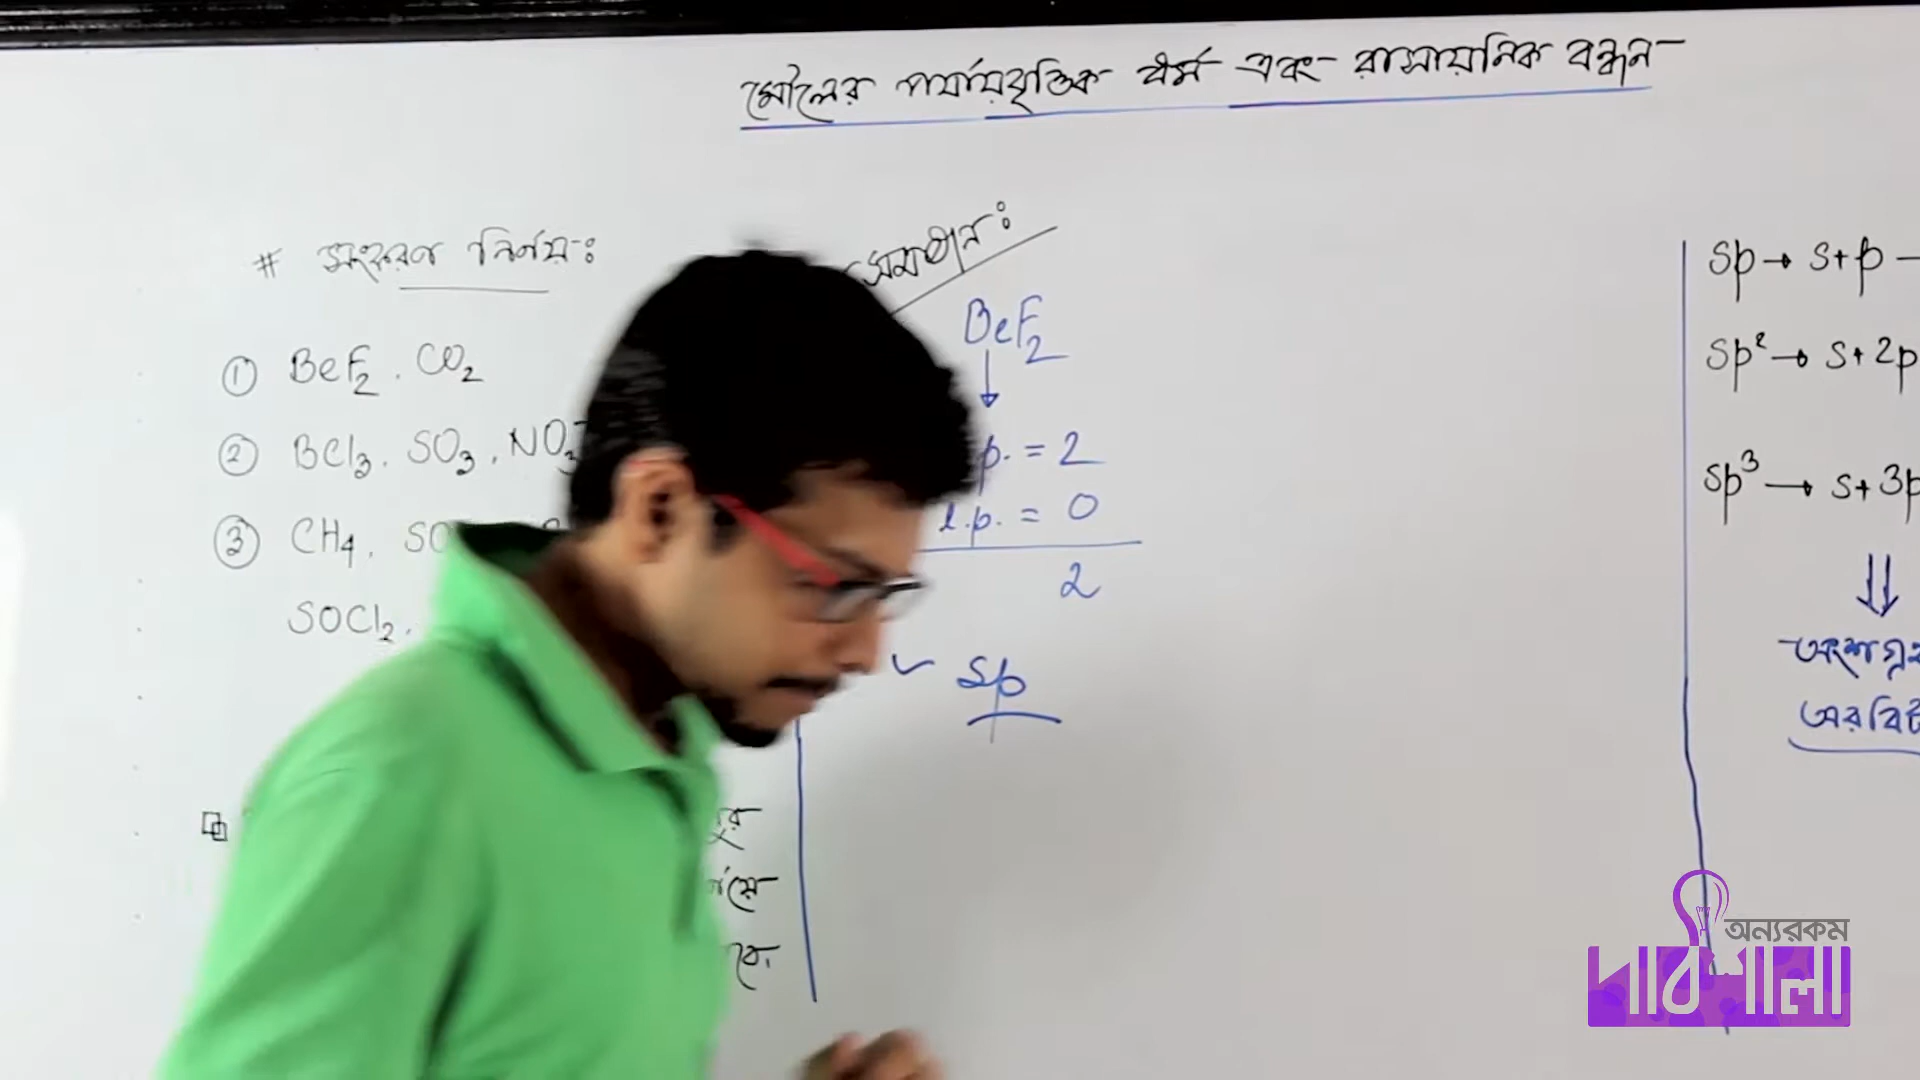 মৌলের পর্যায়বৃত্তিক ধর্ম এবং রাসায়নিক বন্ধন
# সংকরণ নির্ণয়ঃ
① BeF₂, CO₂
② BCl₃, SO₃, NO₃⁻
③ CH₄, SO
SOCl₂,
সমাধানঃ
BeF₂
↓
p. = 2
l.p. = 0
2
✓ sp
sp → s+p →
sp² → s+2p
sp³ → s+3p
⇓
অন্যরকম
পাঠশালা